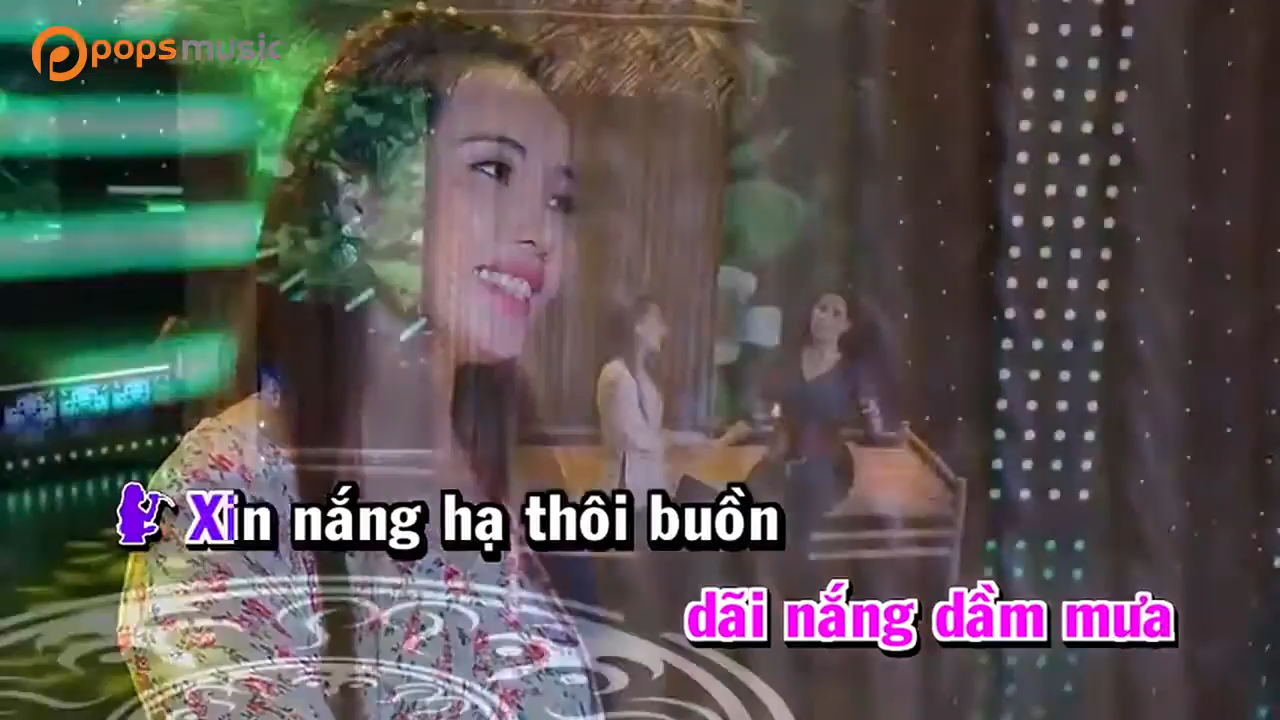 popsmusic
Xin nắng hạ thôi buồn
dãi nắng dầm mưa